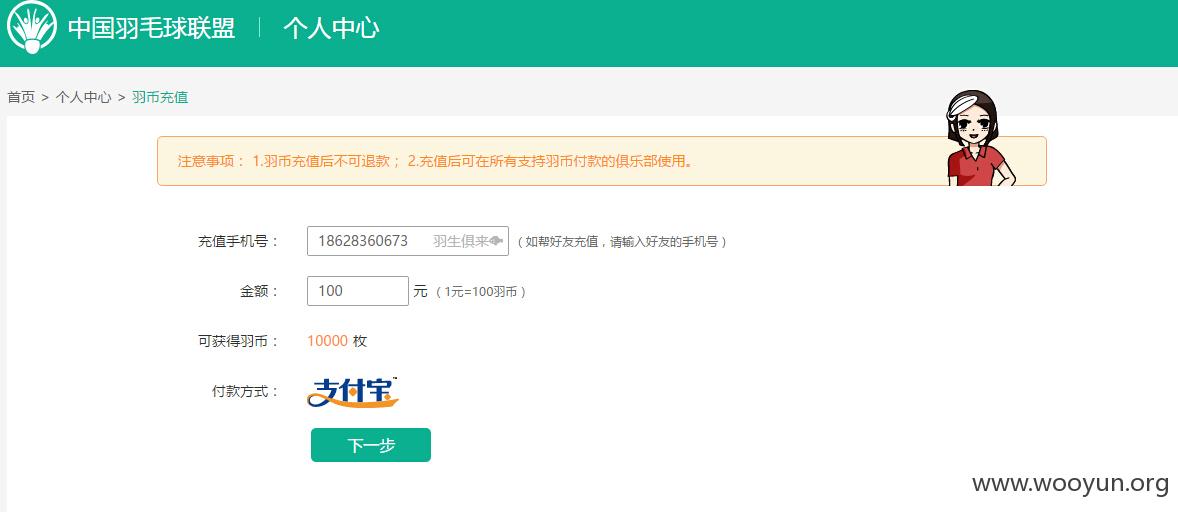 中国羽毛球联盟 | 个人中心
首页 > 个人中心 > 羽币充值
注意事项： 1.羽币充值后不可退款； 2.充值后可在所有支持羽币付款的俱乐部使用。
充值手机号： 18628360673 羽生俱来 （如帮好友充值，请输入好友的手机号）
金额： 100 元 （1元=100羽币）
可获得羽币： 10000 枚
付款方式： 支付宝™
下一步
www.wooyun.org